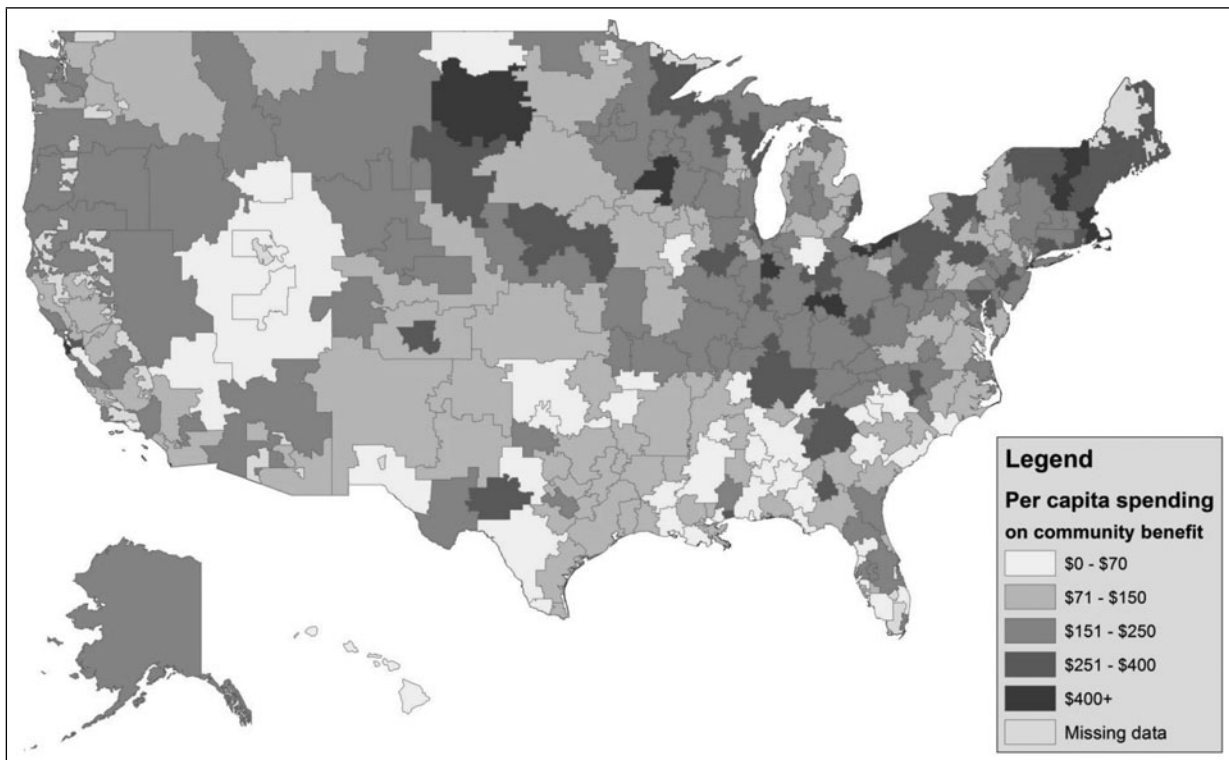 Legend
Per capita spending
on community benefit
$0 - $70
$71 - $150
$151 - $250
$251 - $400
$400+
Missing data